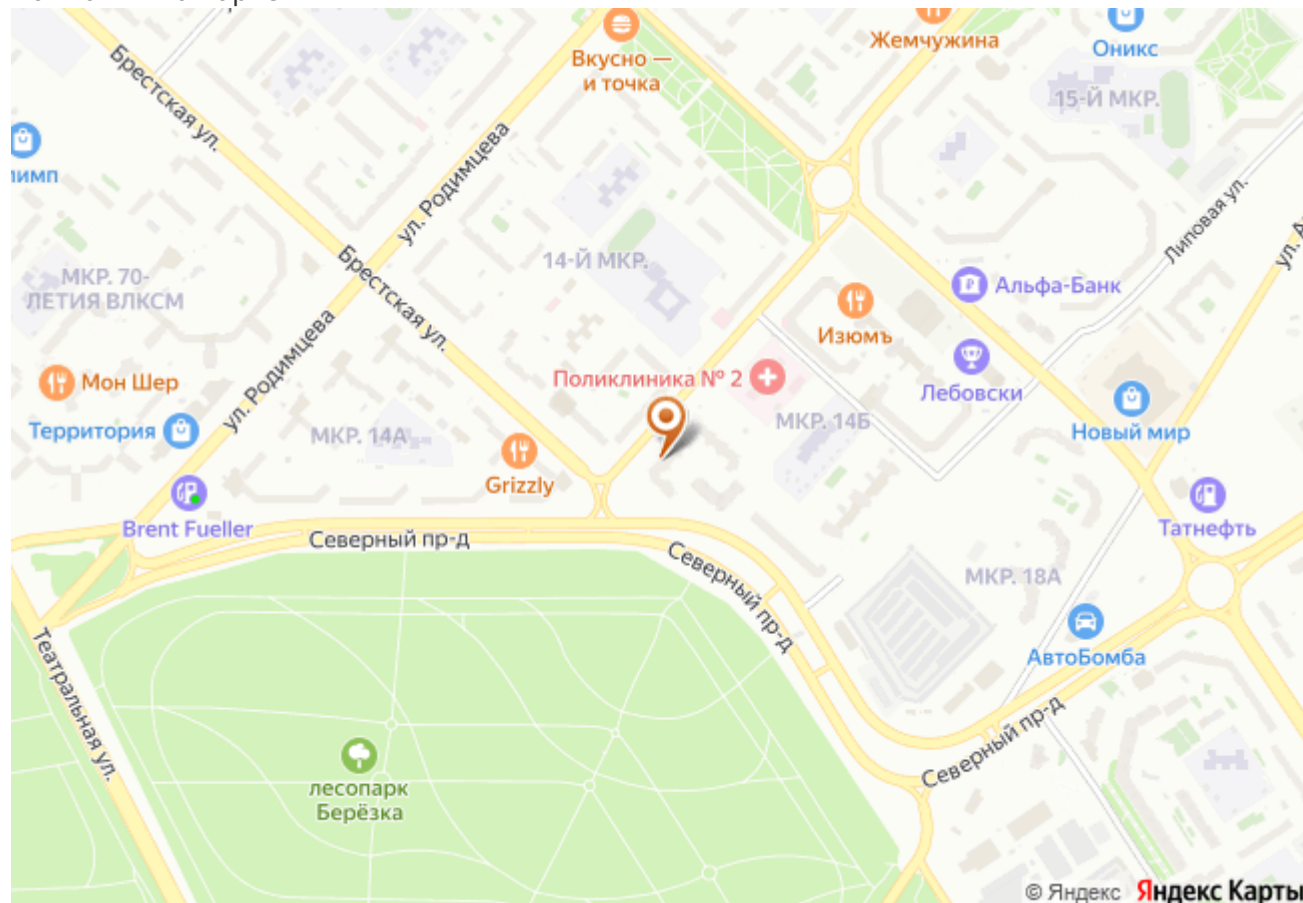 Жемчужина
Оникс
Вкусно —
и точка
Брестская ул.
15-Й МКР.
ул. Родимцева
Липовая ул.
14-Й МКР.
Брестская ул.
МКР. 70-
ЛЕТИЯ ВЛКСМ
Альфа-Банк
Изюмъ
ул. Родимцева
Мон Шер
Поликлиника № 2
Лебовски
Территория
МКР. 14А
МКР. 14Б
Новый мир
Grizzly
Brent Fueller
Татнефть
Северный пр-д
Северный пр-д
МКР. 18А
АвтоБомба
Театральная ул.
Северный пр-д
лесопарк
Берёзка
© Яндекс Яндекс Карты